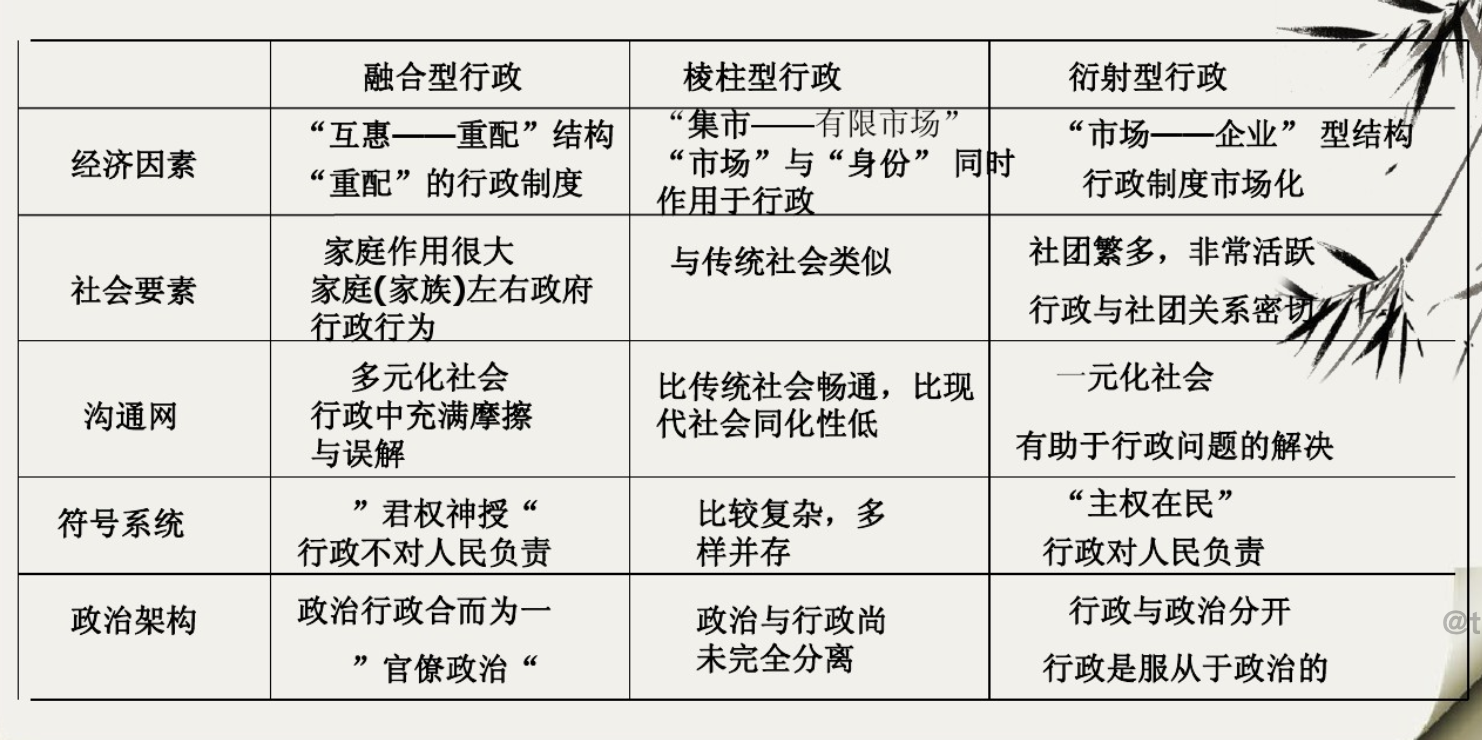 融合型行政
棱柱型行政
衍射型行政
经济因素
“互惠——重配”结构
“重配”的行政制度
“集市——有限市场”
“市场”与“身份” 同时
作用于行政
“市场——企业” 型结构
行政制度市场化
社会要素
家庭作用很大
家庭(家族)左右政府
行政行为
与传统社会类似
社团繁多，非常活跃
行政与社团关系密切
沟通网
多元化社会
行政中充满摩擦
与误解
比传统社会畅通，比现
代社会同化性低
一元化社会
有助于行政问题的解决
符号系统
”君权神授“
行政不对人民负责
比较复杂，多
样并存
“主权在民”
行政对人民负责
政治架构
政治行政合而为一
”官僚政治“
政治与行政尚
未完全分离
行政与政治分开
行政是服从于政治的
@t